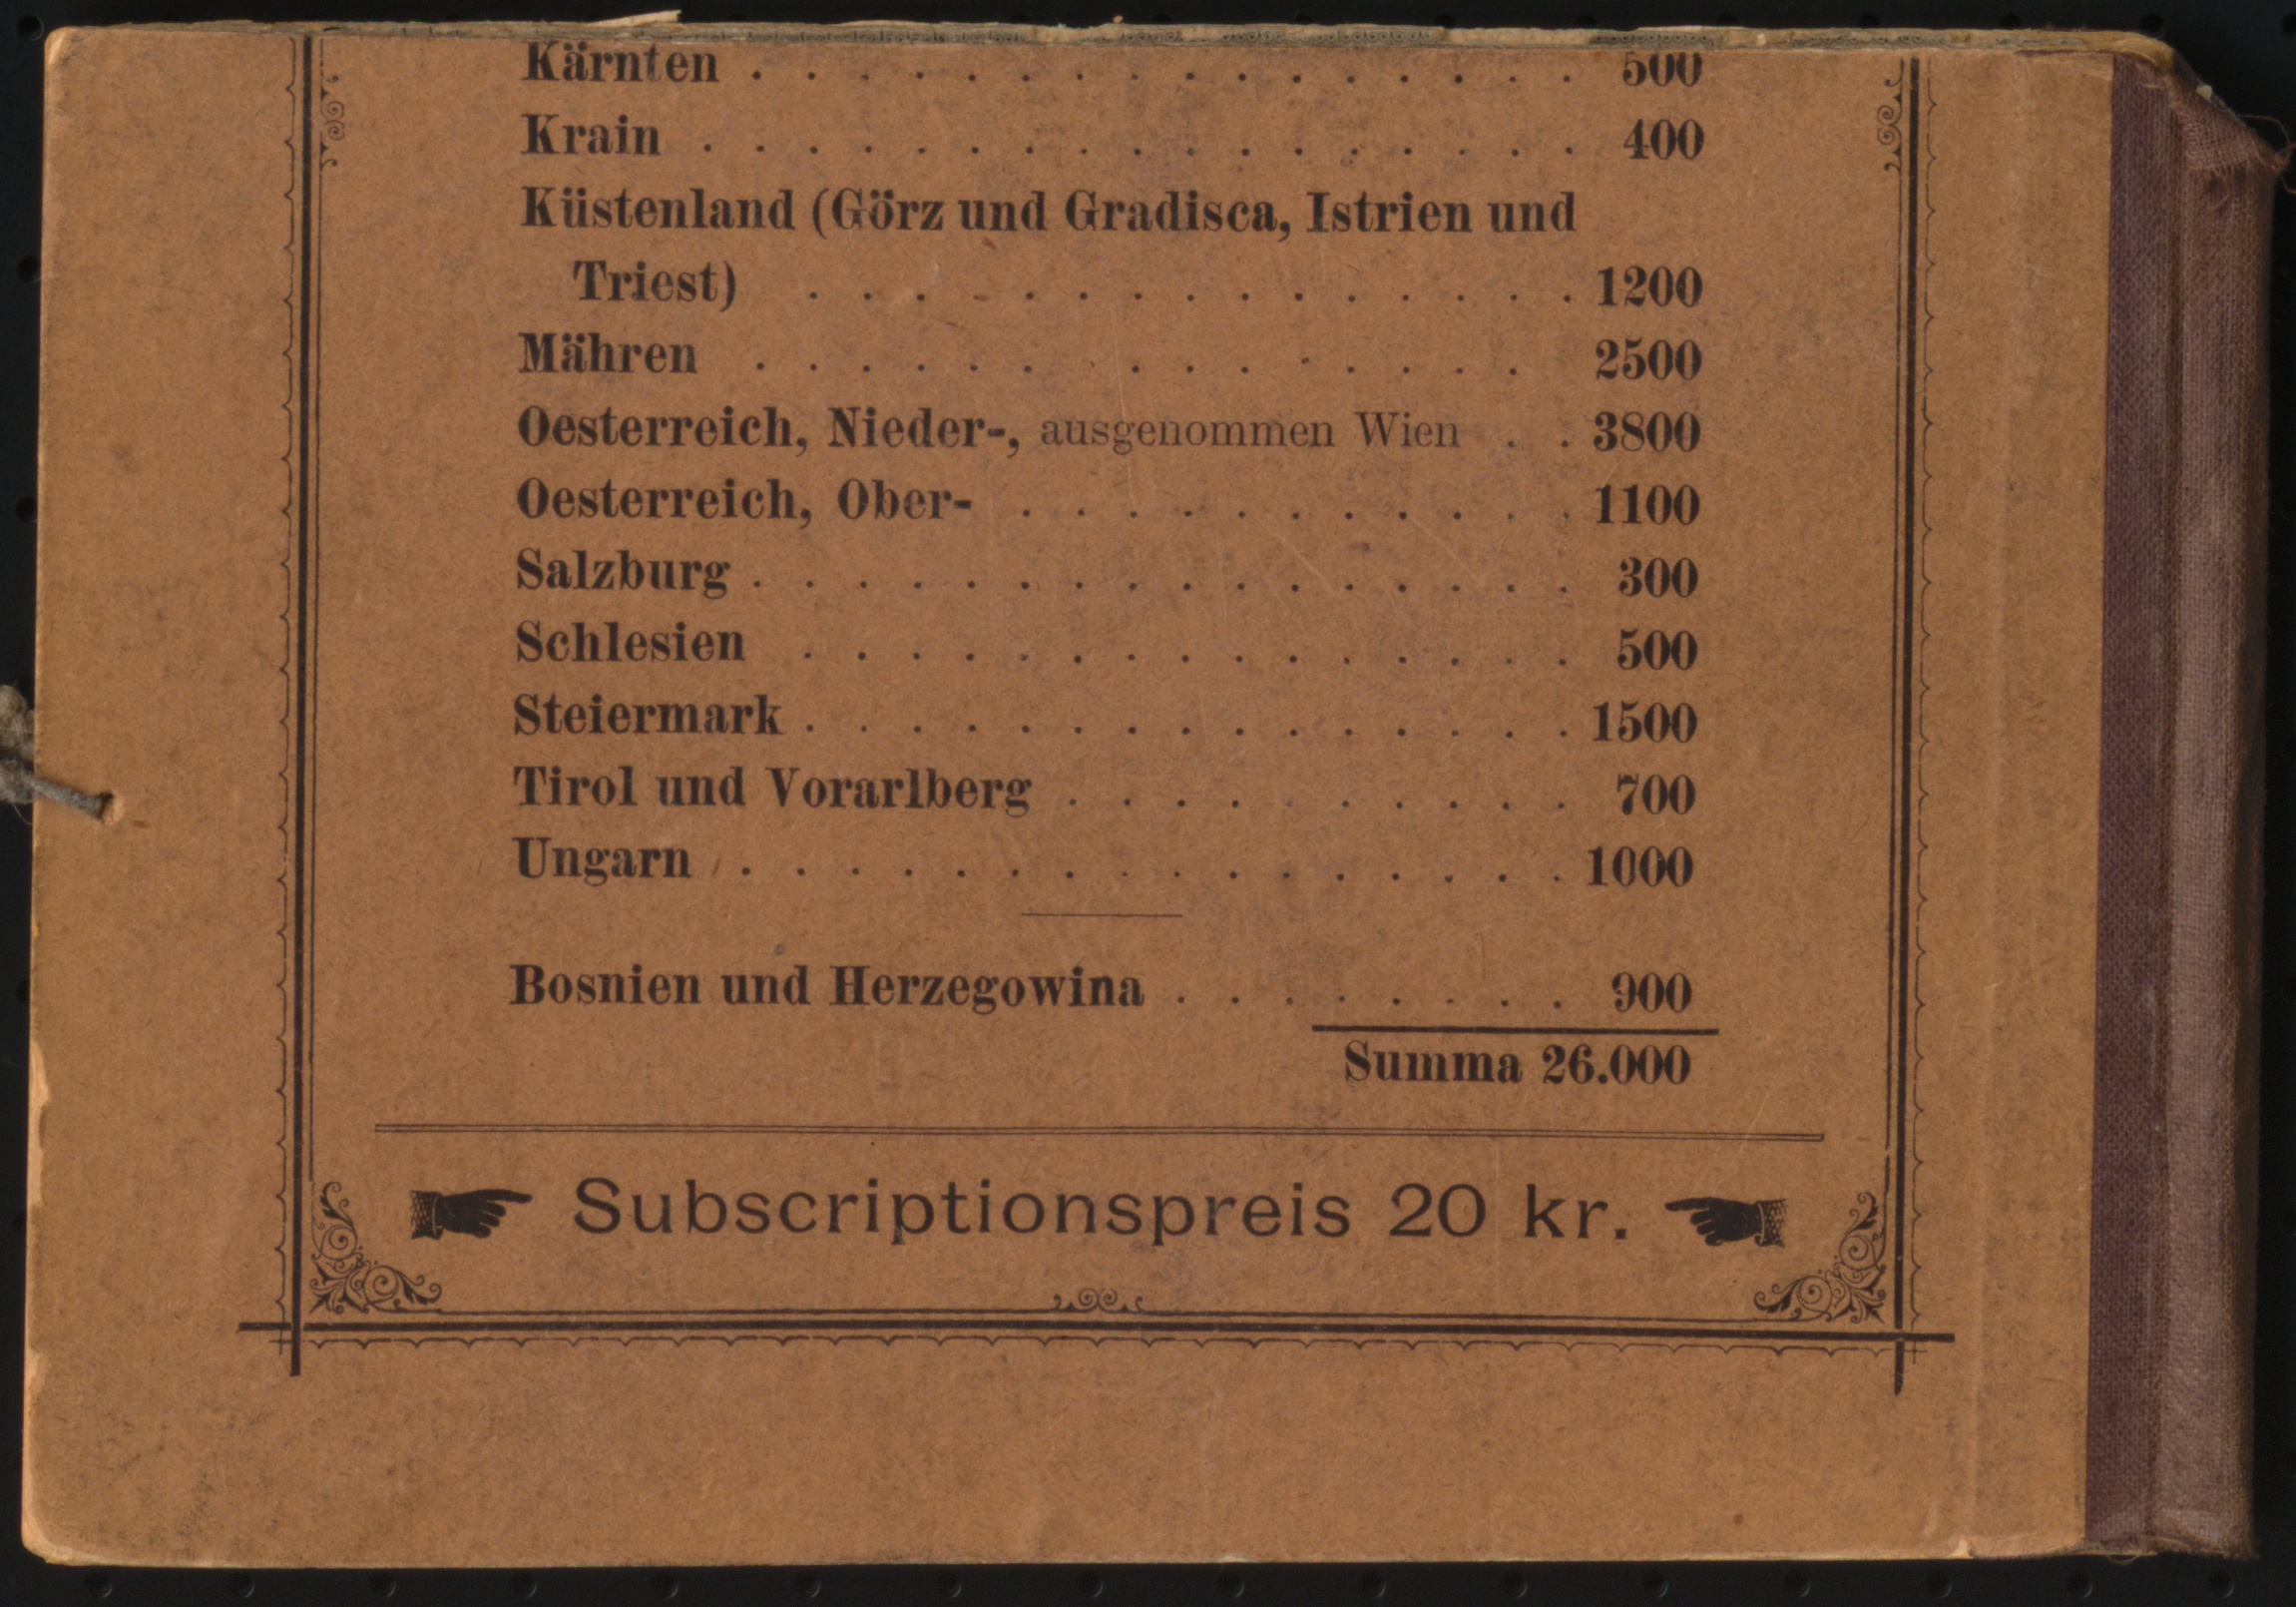 Kärnten . . . . . . . . . . . . . . . . 500
Krain . . . . . . . . . . . . . . . . . 400
Küstenland (Görz und Gradisca, Istrien und
Triest) . . . . . . . . . . . . . . . 1200
Mähren . . . . . . . . . . . . . . . 2500
Oesterreich, Nieder-, ausgenommen Wien . . 3800
Oesterreich, Ober- . . . . . . . . . . . 1100
Salzburg . . . . . . . . . . . . . . . . 300
Schlesien . . . . . . . . . . . . . . . 500
Steiermark . . . . . . . . . . . . . . . 1500
Tirol und Vorarlberg . . . . . . . . . . 700
Ungarn . . . . . . . . . . . . . . . . 1000
Bosnien und Herzegowina . . . . . . . . 900
Summa 26.000
Subscriptionspreis 20 kr.